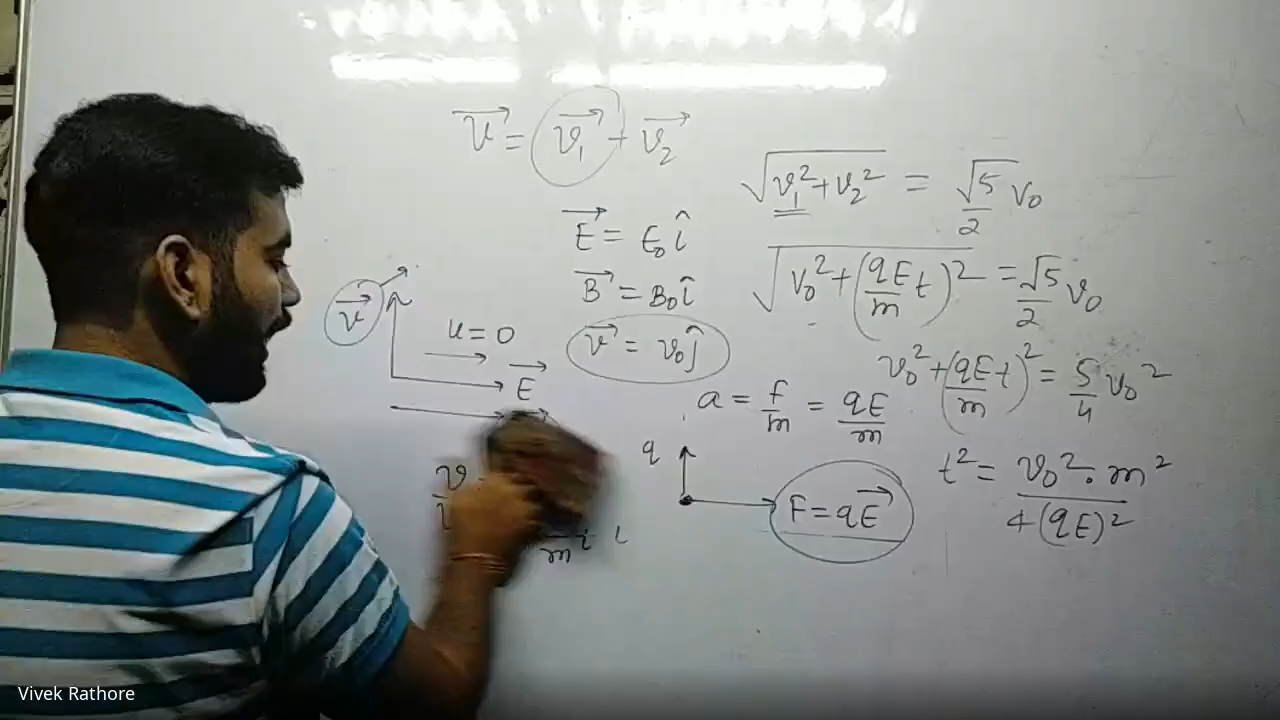 v⃗ = v⃗₁ + v⃗₂
√(v₁² + v₂²) = √5/2 v₀
E⃗ = E₀ î
√(v₀² + (qE/m t)²) = √5/2 v₀
B⃗ = B₀ î
v⃗
u = 0
v⃗ = v₀ ĵ
E⃗
v₀² + (qE/m t)² = 5/4 v₀²
a = F/m = qE/m
q
F = qE⃗
t² = v₀² · m² / 4(qE)²
v
m
Vivek Rathore